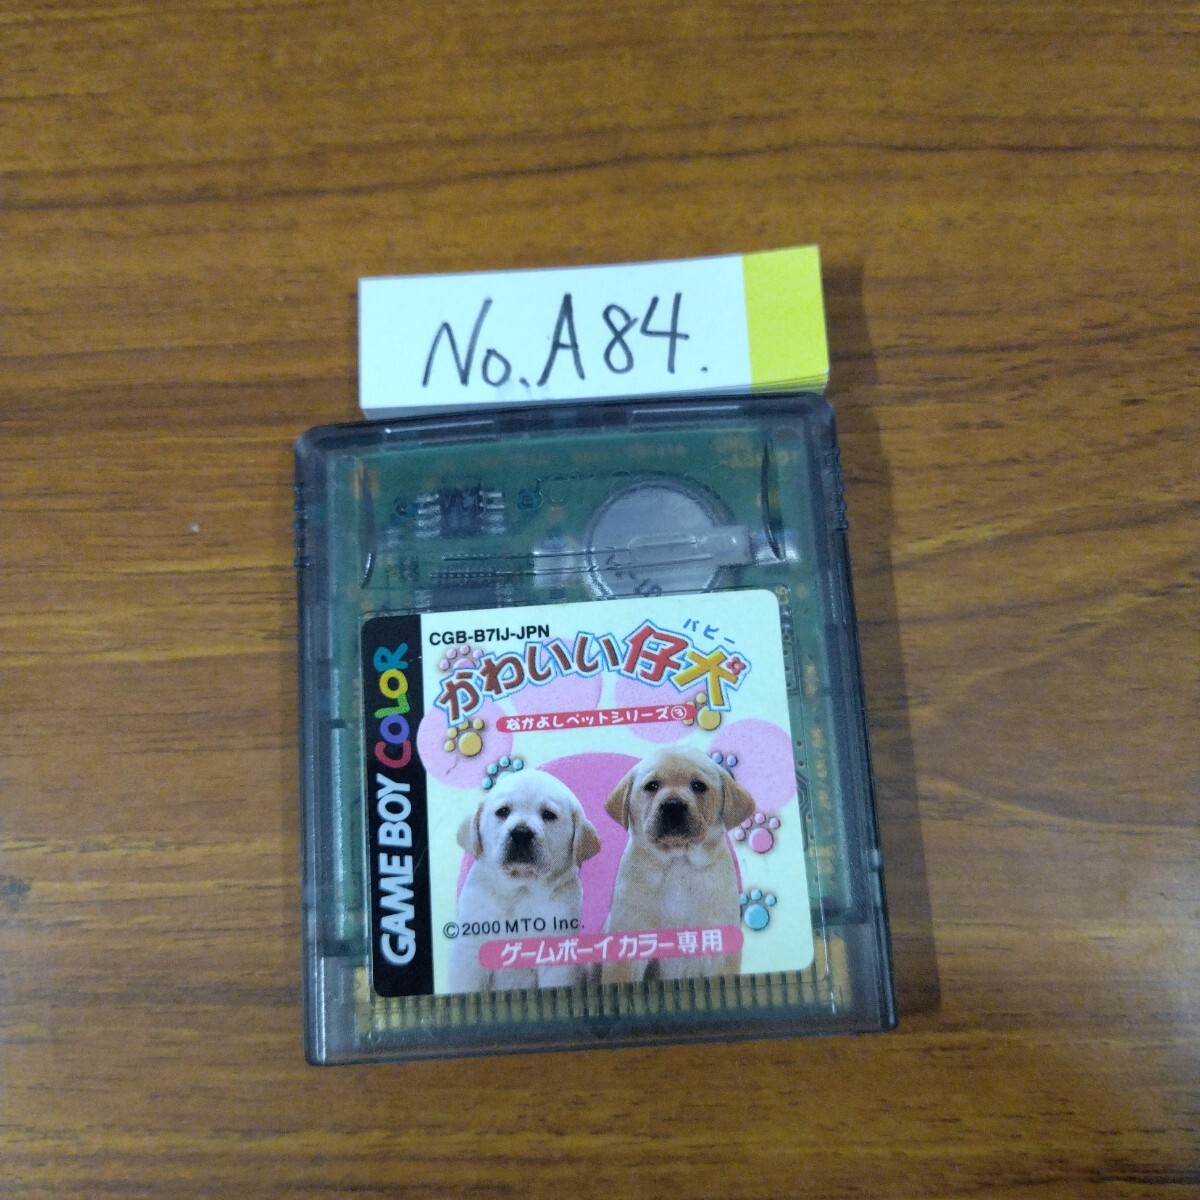 No. A84.
CGB-B7IJ-JPN
パピー
かわいい仔犬
なかよしペットシリーズ③
GAME BOY COLOR
©2000 MTO Inc.
ゲームボーイカラー専用